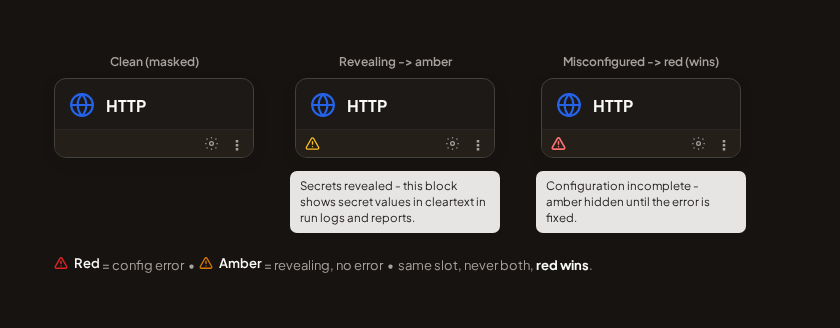 Clean (masked)
Revealing -> amber
Misconfigured -> red (wins)
HTTP
HTTP
HTTP
Secrets revealed - this block
shows secret values in cleartext in
run logs and reports.
Configuration incomplete -
amber hidden until the error is
fixed.
Red = config error • Amber = revealing, no error • same slot, never both, red wins.